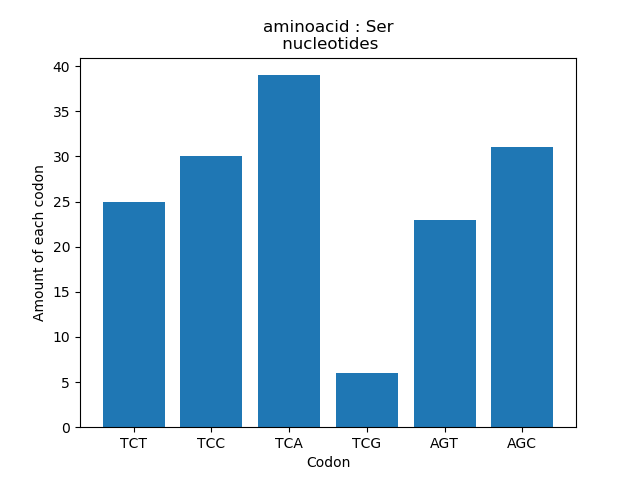 aminoacid : Ser
nucleotides
Amount of each codon
40
35
30
25
20
15
10
5
0
TCT TCC TCA TCG AGT AGC
Codon